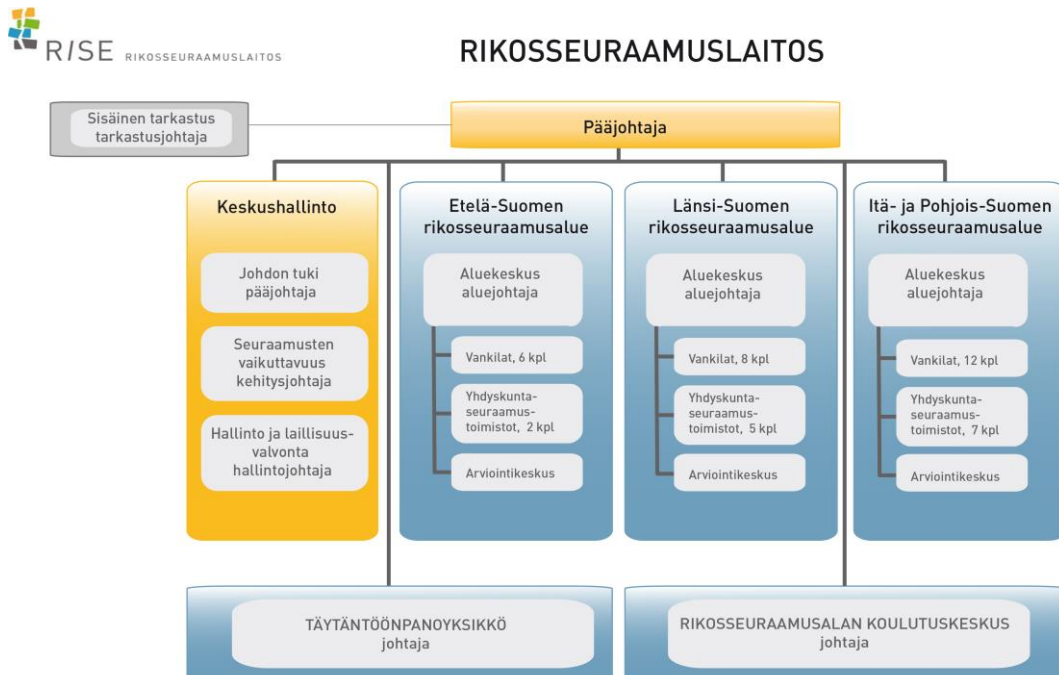 RISE RIKOSSEURAAMUSLAITOS
RIKOSSEURAAMUSLAITOS
Sisäinen tarkastus
tarkastusjohtaja
Pääjohtaja
Keskushallinto
Johdon tuki
pääjohtaja
Seuraamusten
vaikuttavuus
kehitysjohtaja
Hallinto ja laillisuus-
valvonta
hallintojohtaja
Etelä-Suomen
rikosseuraamusalue
Aluekeskus
aluejohtaja
Vankilat, 6 kpl
Yhdyskunta-
seuraamus-
toimistot, 2 kpl
Arviointikeskus
Länsi-Suomen
rikosseuraamusalue
Aluekeskus
aluejohtaja
Vankilat, 8 kpl
Yhdyskunta-
seuraamus-
toimistot, 5 kpl
Arviointikeskus
Itä- ja Pohjois-Suomen
rikosseuraamusalue
Aluekeskus
aluejohtaja
Vankilat, 12 kpl
Yhdyskunta-
seuraamus-
toimistot, 7 kpl
Arviointikeskus
TÄYTÄNTÖÖNPANOYKSIKKÖ
johtaja
RIKOSSEURAAMUSALAN KOULUTUSKESKUS
johtaja